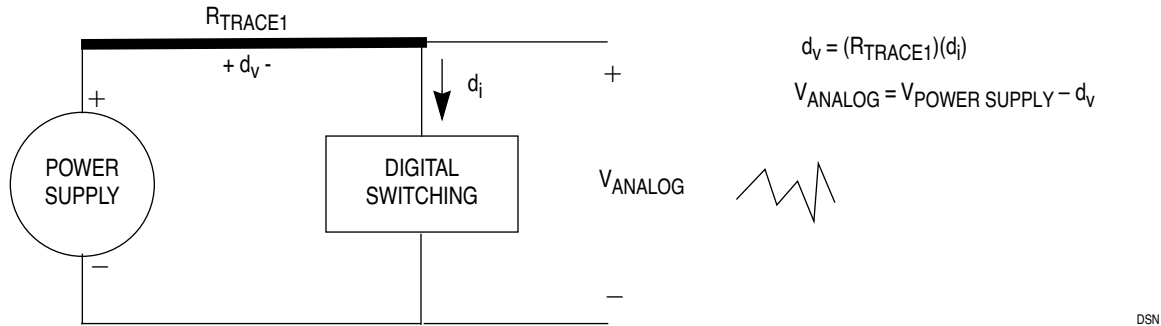 RTRACE1
+ dv -
di
+
dv = (RTRACE1)(di)
VANALOG = VPOWER SUPPLY – dv
+
POWER
SUPPLY
–
DIGITAL
SWITCHING
VANALOG
–
DSN